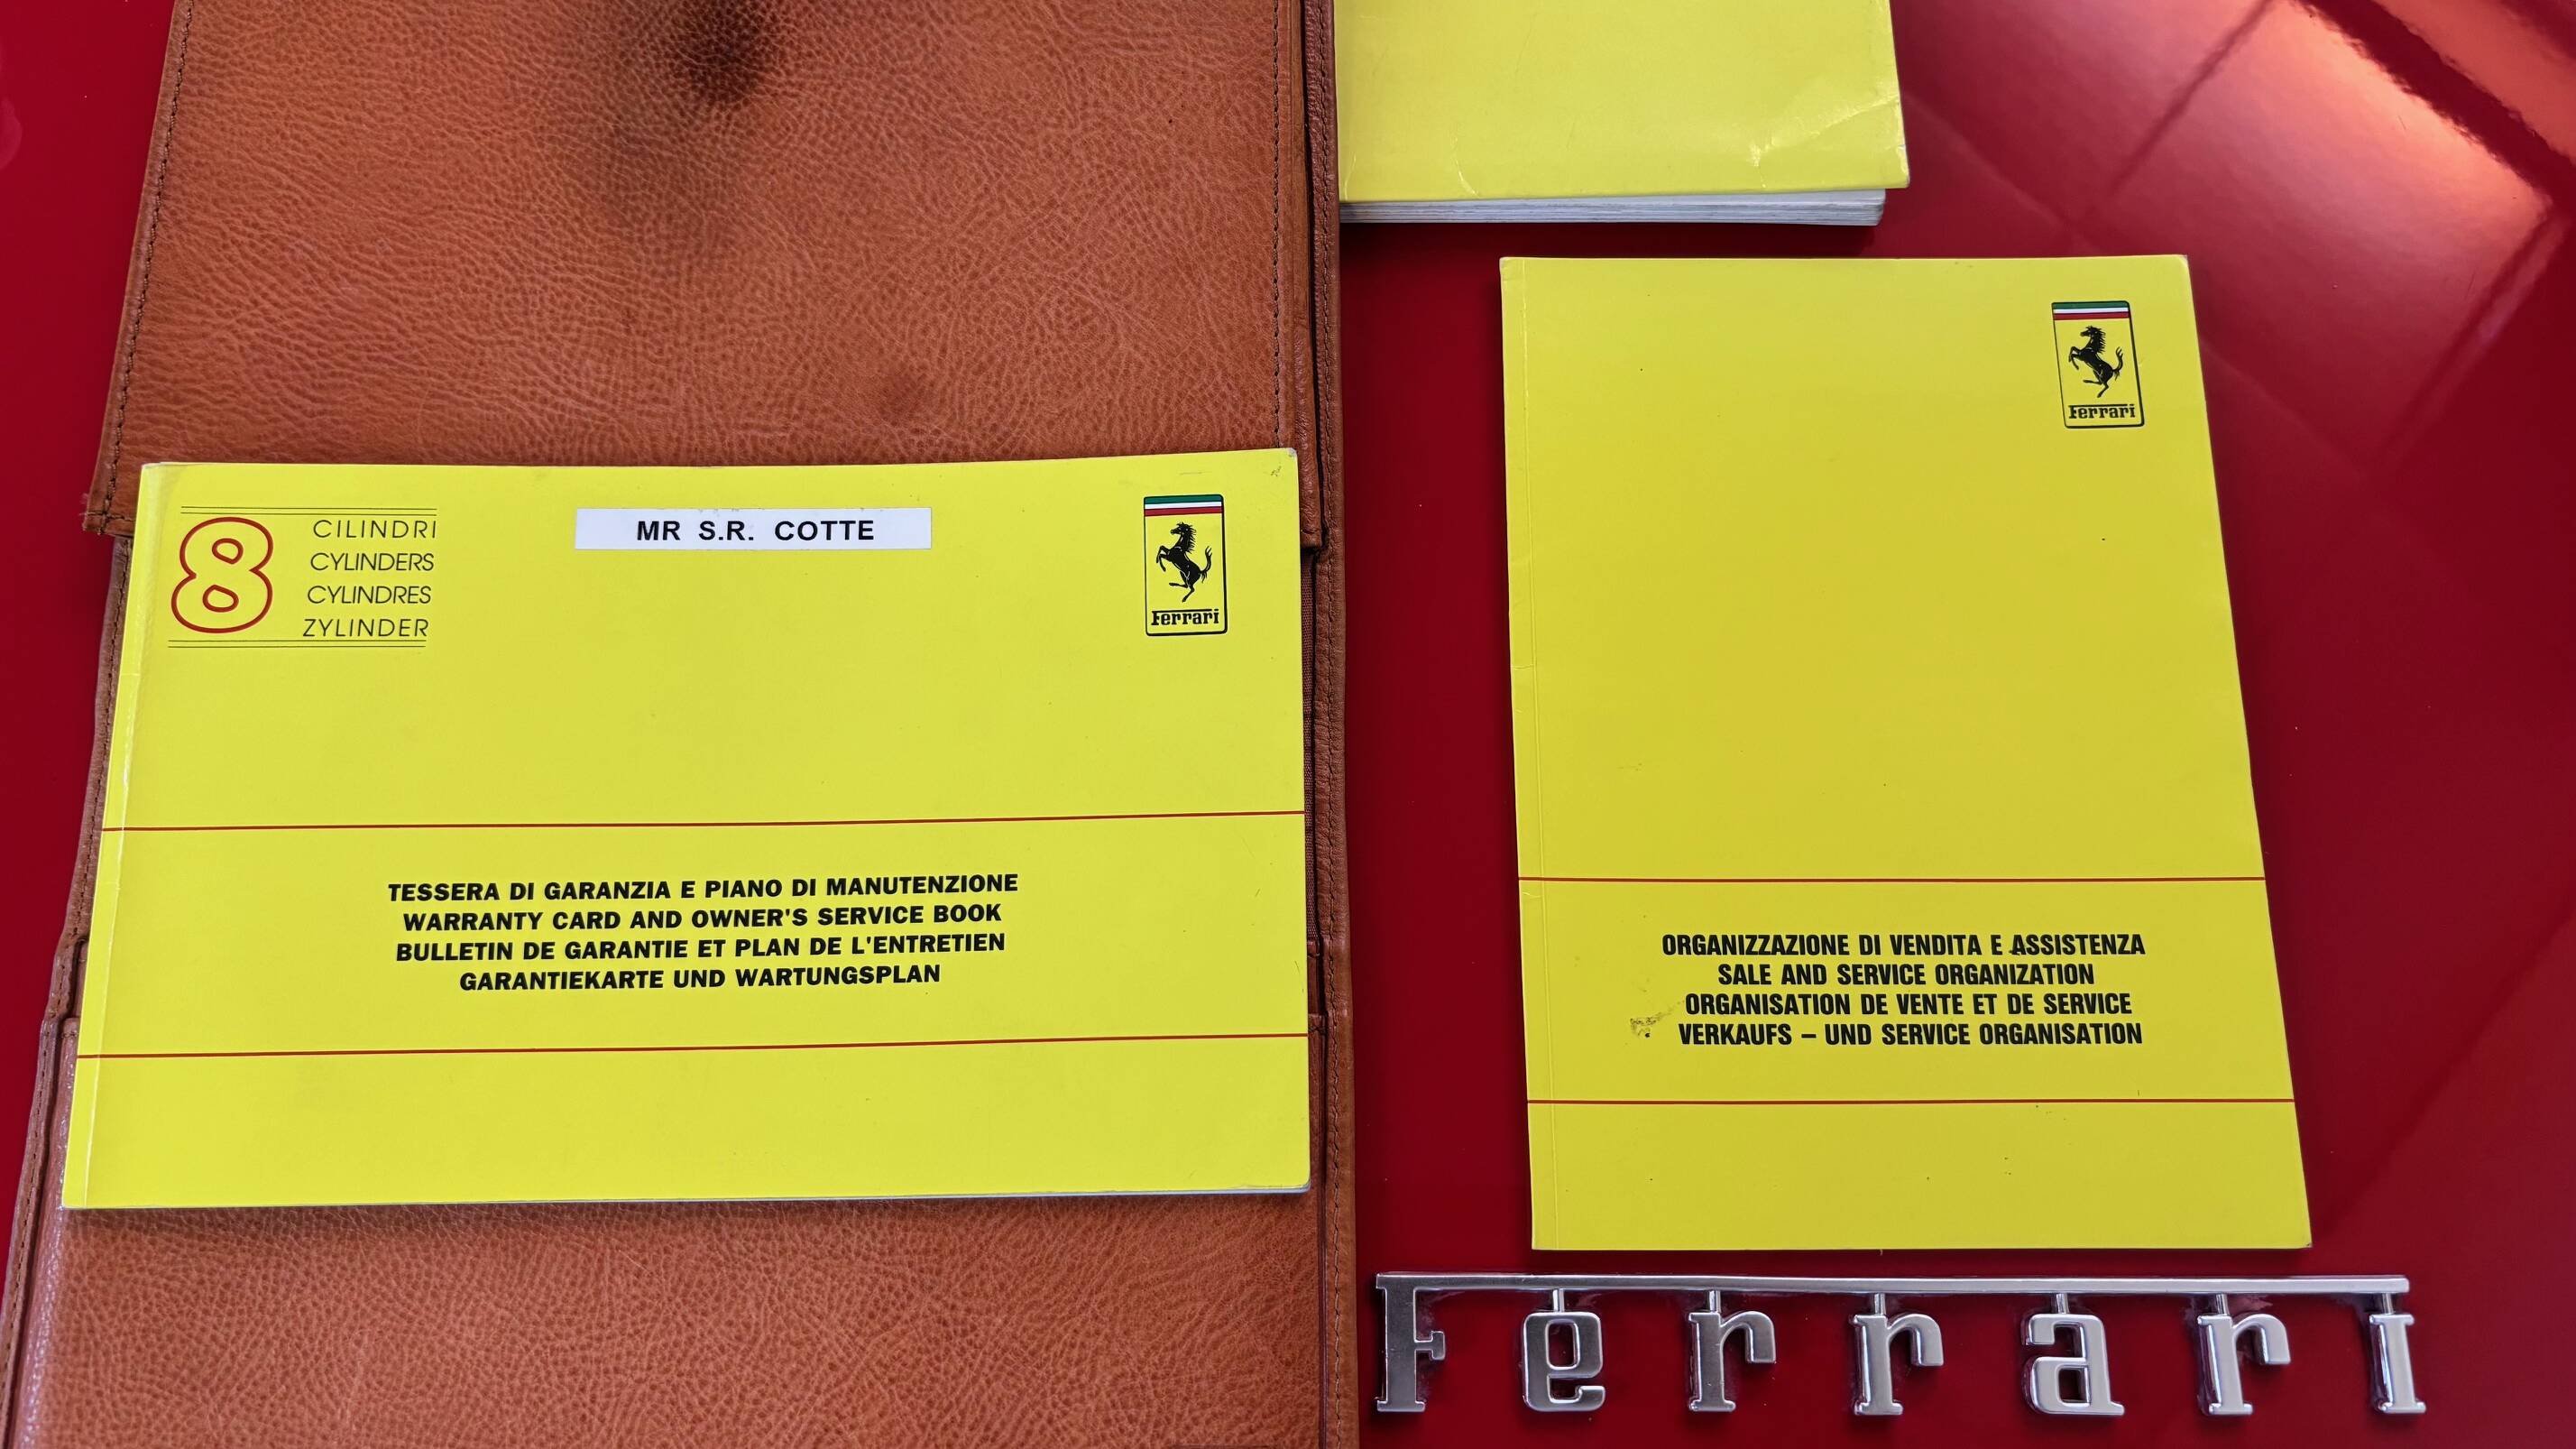 8
CILINDRI
CYLINDERS
CYLINDRES
ZYLINDER
MR S.R. COTTE
Ferrari
TESSERA DI GARANZIA E PIANO DI MANUTENZIONE
WARRANTY CARD AND OWNER'S SERVICE BOOK
BULLETIN DE GARANTIE ET PLAN DE L'ENTRETIEN
GARANTIEKARTE UND WARTUNGSPLAN
Ferrari
ORGANIZZAZIONE DI VENDITA E ASSISTENZA
SALE AND SERVICE ORGANIZATION
ORGANISATION DE VENTE ET DE SERVICE
VERKAUFS – UND SERVICE ORGANISATION
Ferrari